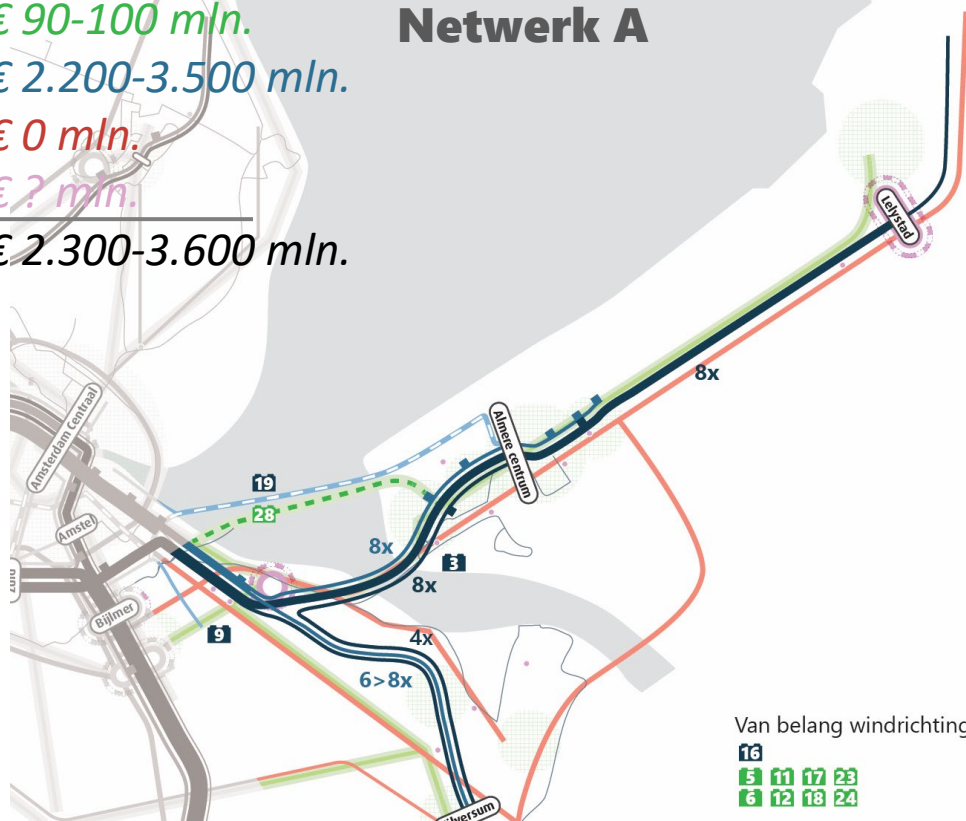 € 90-100 mln.
Netwerk A
€ 2.200-3.500 mln.
€ 0 mln.
€ ? mln.
€ 2.300-3.600 mln.
Lelystad
8x
Amsterdam Centraal
Almere centrum
19
28
Amstel
8x
3
8x
Zuid
Bijlmer
9
4x
6>8x
Van belang windrichting
16
5 11 17 23
6 12 18 24
ilversum